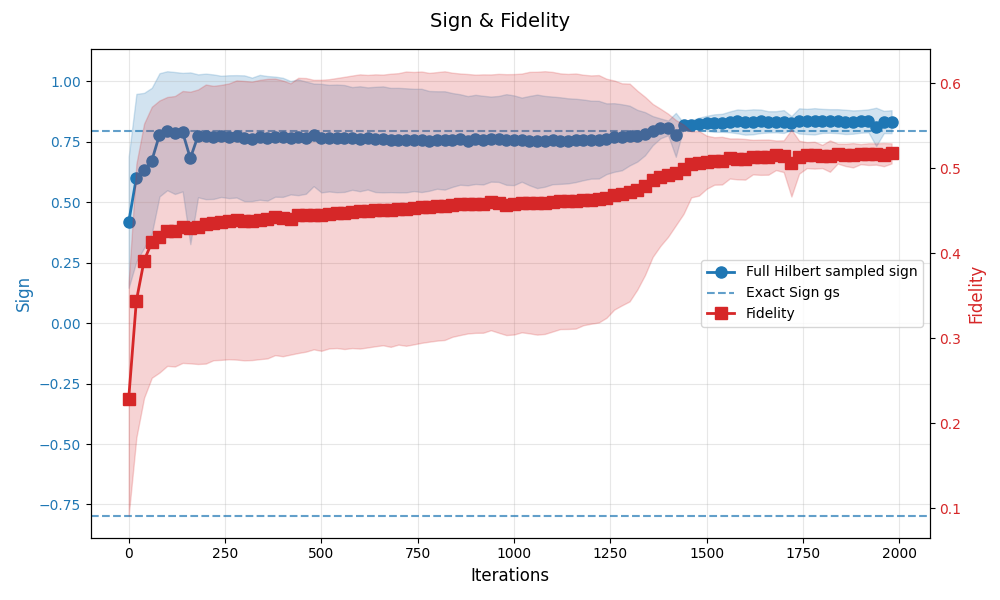 Sign & Fidelity
1.00
0.75
0.50
0.25
0.00
−0.25
−0.50
−0.75
Sign
0.6
0.5
0.4
0.3
0.2
0.1
Fidelity
Full Hilbert sampled sign
Exact Sign gs
Fidelity
0 250 500 750 1000 1250 1500 1750 2000
Iterations